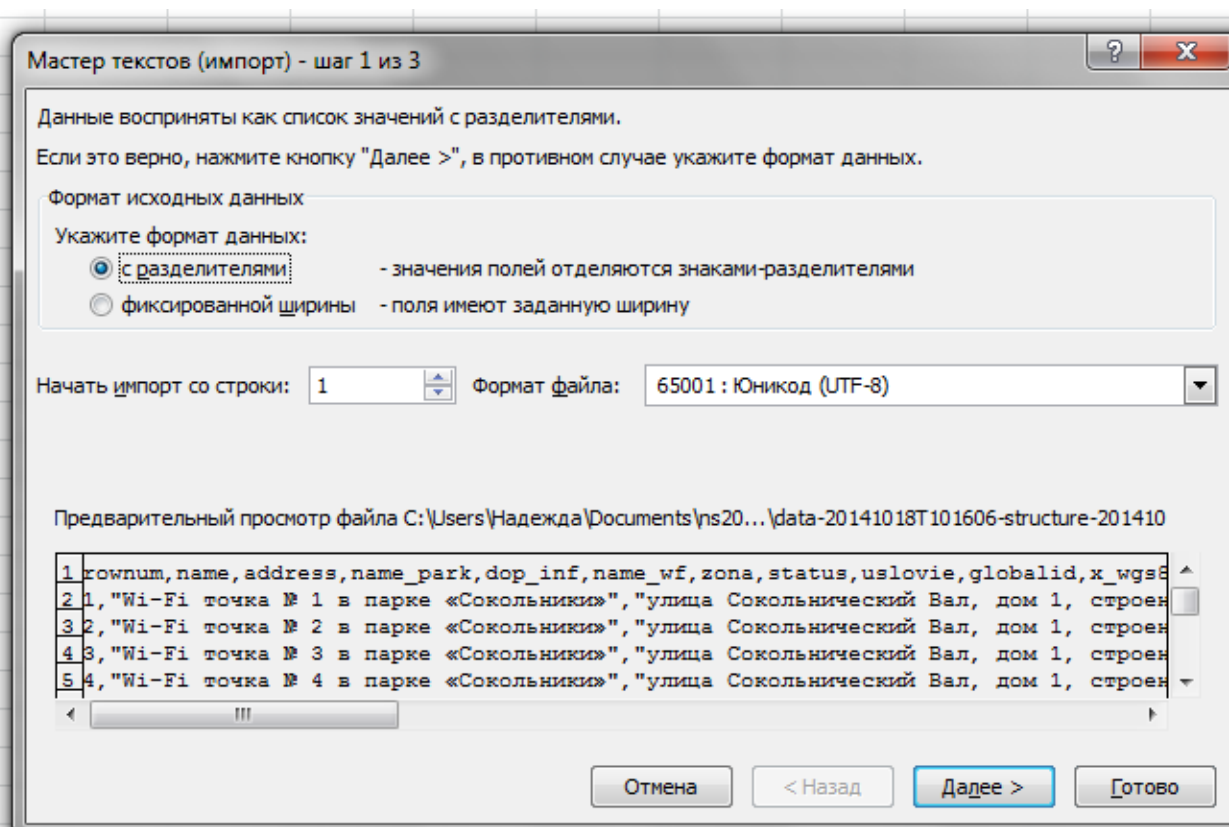 Мастер текстов (импорт) - шаг 1 из 3
Данные восприняты как список значений с разделителями.
Если это верно, нажмите кнопку "Далее >", в противном случае укажите формат данных.
Формат исходных данных
Укажите формат данных:
с разделителями - значения полей отделяются знаками-разделителями
фиксированной ширины - поля имеют заданную ширину
Начать импорт со строки: 1 Формат файла: 65001 : Юникод (UTF-8)
Предварительный просмотр файла C:\Users\Надежда\Documents\ns20...\data-20141018T101606-structure-201410
1 rownum,name,address,name_park,dop_inf,name_wf,zona,status,uslovie,globalid,x_wgs8
2 1,"Wi-Fi точка № 1 в парке «Сокольники»","улица Сокольнический Вал, дом 1, строен
3 2,"Wi-Fi точка № 2 в парке «Сокольники»","улица Сокольнический Вал, дом 1, строен
4 3,"Wi-Fi точка № 3 в парке «Сокольники»","улица Сокольнический Вал, дом 1, строен
5 4,"Wi-Fi точка № 4 в парке «Сокольники»","улица Сокольнический Вал, дом 1, строен
Отмена < Назад Далее > Готово